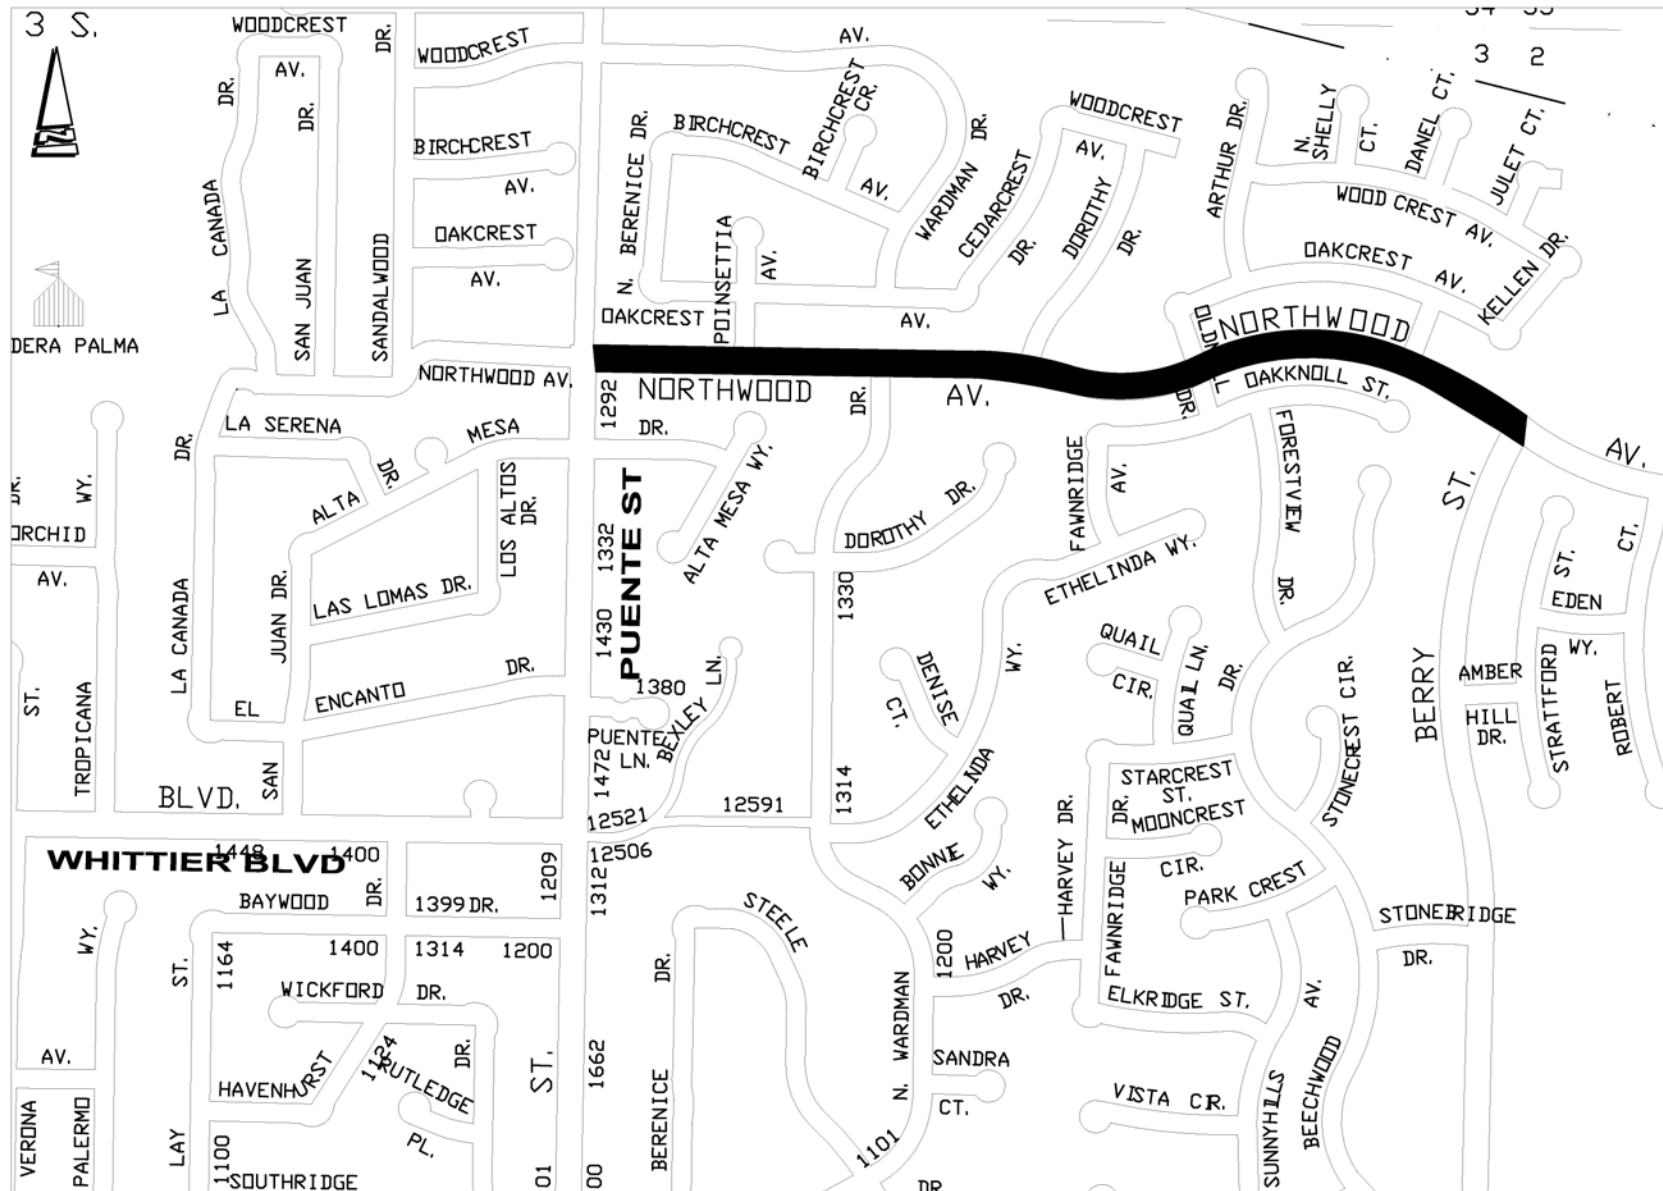 3 S.
WOODCREST
AV.
DR.
DR.
DR.
WOODCREST
AV.
3 2
BIRCHCREST
AV.
OAKCREST
AV.
N. BERENICE DR.
BIRCHCREST
AV.
BIRCHCREST
CR.
WARDMAN DR.
CEDARCREST
DR.
WOODCREST
AV.
DOROTHY
DR.
ARTHUR DR.
N.
SHELLY
CT.
DANEL CT.
JULET CT.
WOOD CREST AV.
OAKCREST AV.
KELLEN DR.
LA CANADA
SAN JUAN
SANDALWOOD
POINSETTIA
AV.
OAKCREST
AV.
DERA PALMA
NORTHWOOD AV.
NORTHWOOD
AV.
NORTHWOOD
AV.
DR.
OAKKNOLL ST.
1292
DR.
DR.
LA SERENA
DR.
ALTA
MESA
LOS ALTOS
DR.
DR.
LA CANADA
WY.
DR.
ORCHID
AV.
ST.
TROPICANA
JUAN DR.
SAN
LAS LOMAS DR.
EL
ENCANTO
DR.
PUENTE ST
1332
1430
1380
1472
ALTA MESA WY.
DOROTHY DR.
1330
1314
FAWNRIDGE
AV.
ETHELINDA WY.
FORESTVIEW
DR.
ST.
BERRY
ST.
EDEN
WY.
CT.
STRATTFORD
ROBERT
AMBER
HILL
DR.
PUENTE
LN.
BEXLEY
LN.
DENISE
CT.
WY.
ETHELINDA
QUAIL
CIR.
QUAIL LN.
DR.
STONECREST CIR.
STARCREST
ST.
MOONCREST
CIR.
DR.
HARVEY DR.
FAWNRIDGE
PARK CREST
STONEBRIDGE
DR.
BLVD.
12521
12591
12506
WHITTIER BLVD
1448
1400
BAYWOOD
DR.
1399 DR.
1209
1312
1400
1314
1200
1164
WY.
ST.
WICKFORD DR.
BONNIE
WY.
STEELE
DR.
1200
HARVEY
DR.
N. WARDMAN
ELKRIDGE ST.
AV.
AV.
HAVENHURST
1124
RUTLEDGE
PL.
DR.
ST.
1662
BERENICE
SANDRA
CT.
VISTA CIR.
SUNNYHILLS
BEECHWOOD
VERONA
PALERMO
LAY
1100
SOUTHRIDGE
01
00
1101
DR